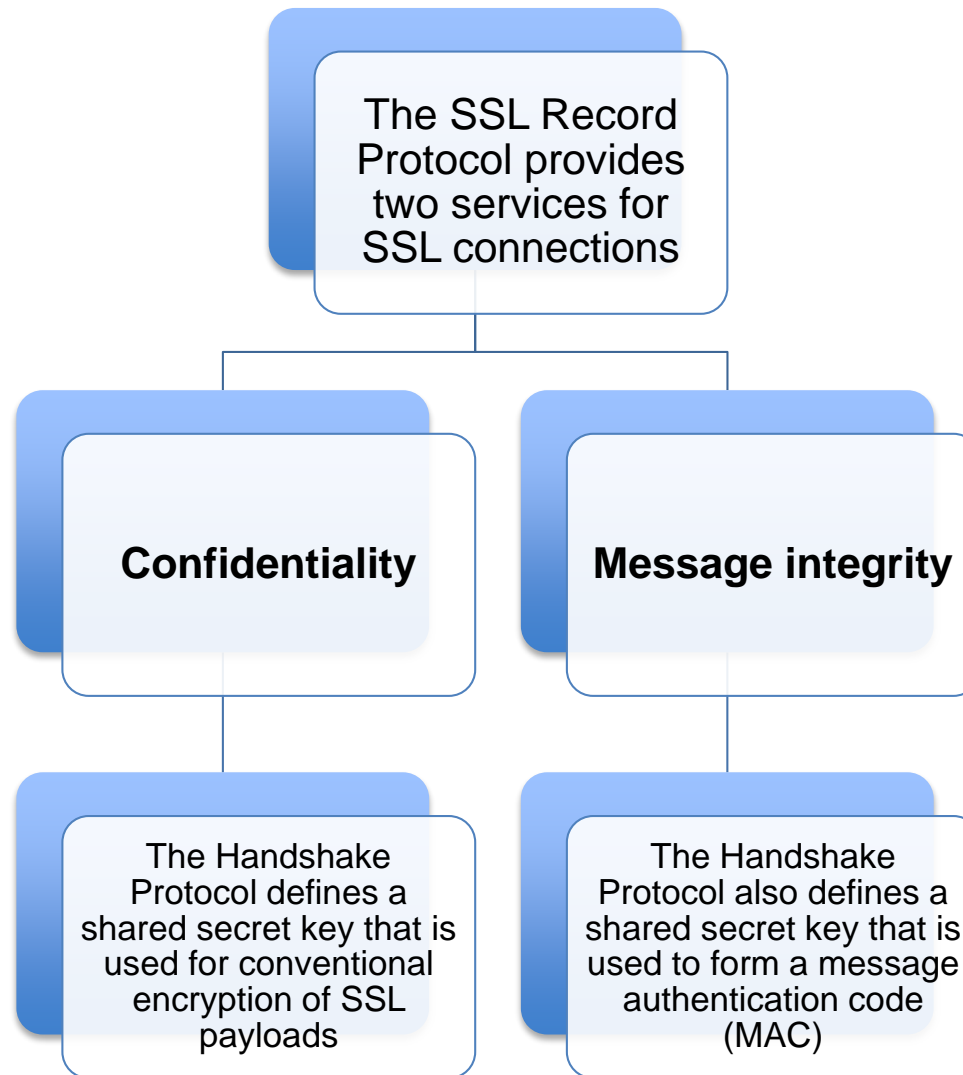 The SSL Record
Protocol provides
two services for
SSL connections
Confidentiality
Message integrity
The Handshake
Protocol defines a
shared secret key that is
used for conventional
encryption of SSL
payloads
The Handshake
Protocol also defines a
shared secret key that is
used to form a message
authentication code
(MAC)